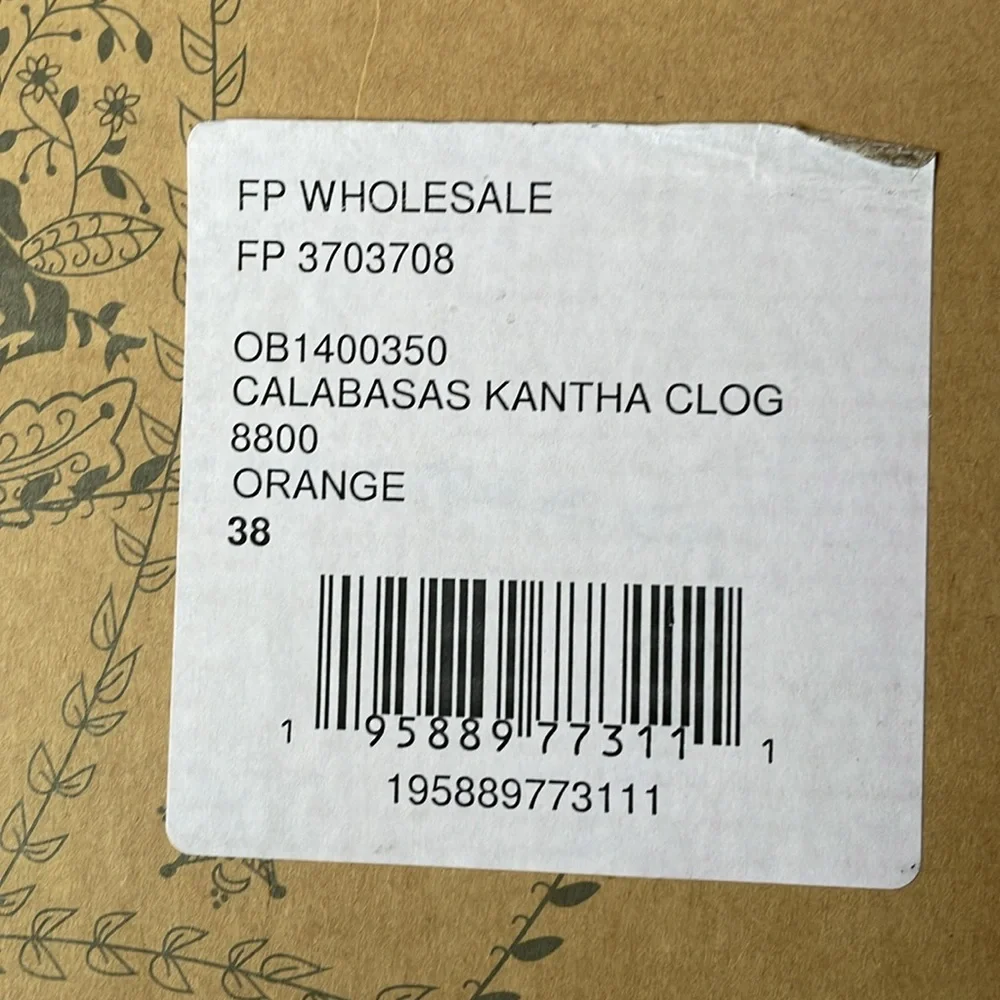 FP WHOLESALE
FP 3703708
OB1400350
CALABASAS KANTHA CLOG
8800
ORANGE
38
1 95889 77311 1
195889773111